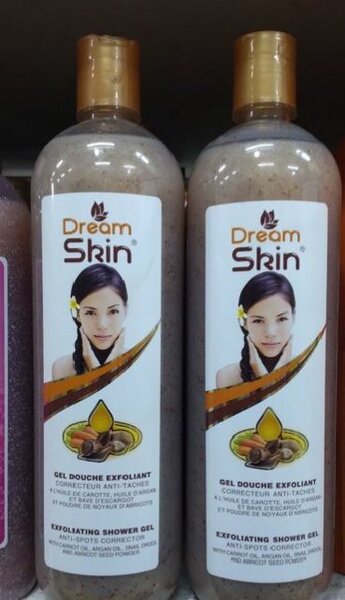 Dream
Skin®
GEL DOUCHE EXFOLIANT
CORRECTEUR ANTI-TACHES
A L'HUILE DE CAROTTE, HUILE D'ARGAN
ET BAVE D'ESCARGOT
ET POUDRE DE NOYAUX D'ABRICOTS
EXFOLIATING SHOWER GEL
ANTI-SPOTS CORRECTOR
WITH CARROT OIL, ARGAN OIL, SNAIL DROOL
AND ABRICOT SEED POWDER
Dream
Skin®
GEL DOUCHE EXFOLIANT
CORRECTEUR ANTI-TACHES
A L'HUILE DE CAROTTE, HUILE D'ARGAN
ET BAVE D'ESCARGOT
ET POUDRE DE NOYAUX D'ABRICOTS
EXFOLIATING SHOWER GEL
ANTI-SPOTS CORRECTOR
WITH CARROT OIL, ARGAN OIL, SNAIL DROOL
AND ABRICOT SEED POWDER